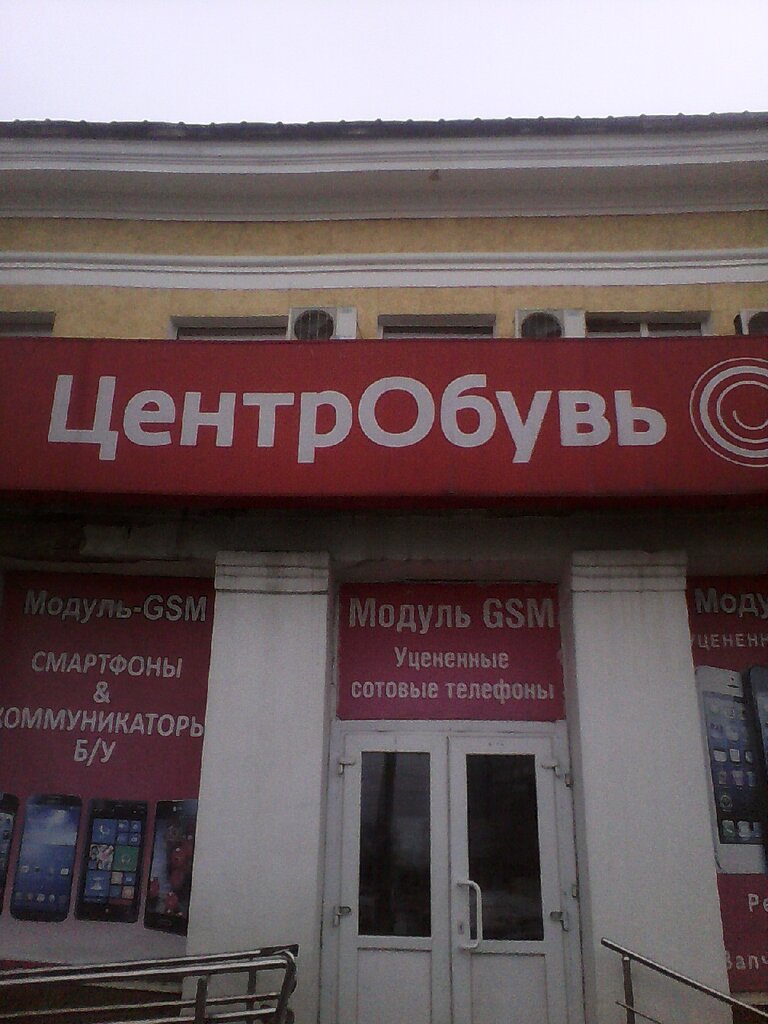 ЦентрОбувь
Модуль-GSM
СМАРТФОНЫ
&
КОММУНИКАТОРЫ
Б/У
Модуль GSM
Уцененные
сотовые телефоны